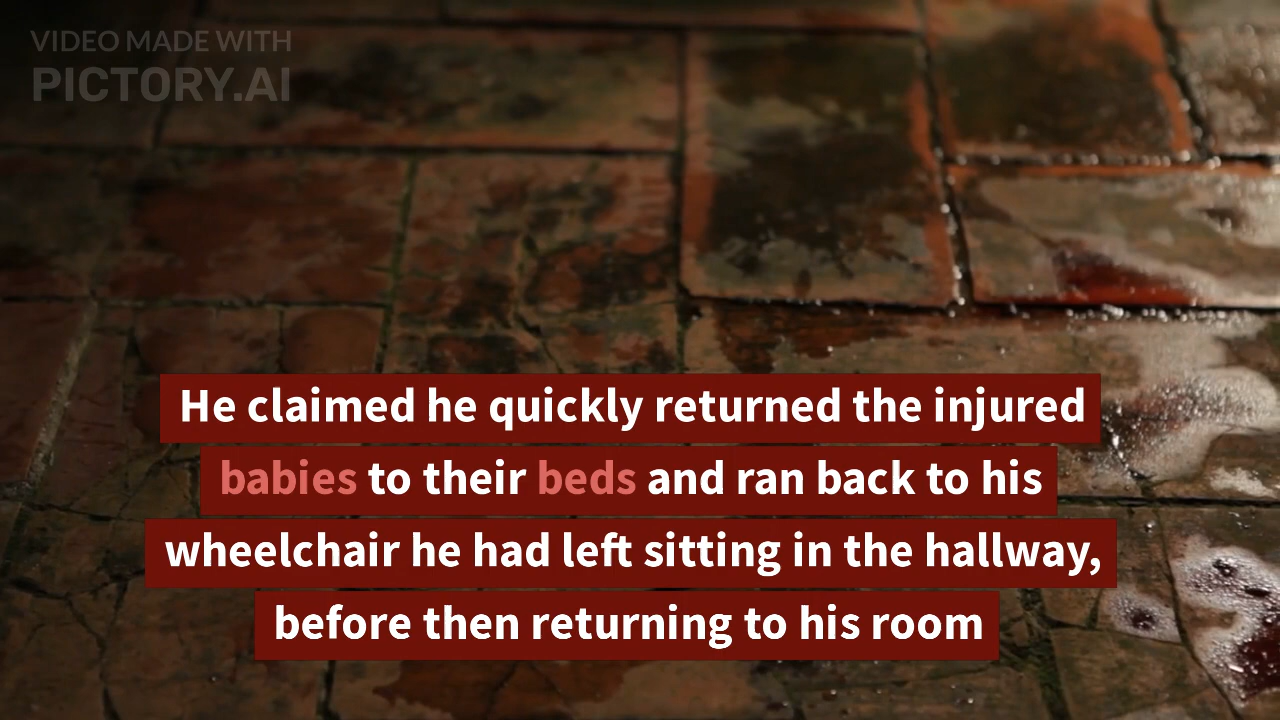 VIDEO MADE WITH
PICTORY.AI
He claimed he quickly returned the injured
babies to their beds and ran back to his
wheelchair he had left sitting in the hallway,
before then returning to his room